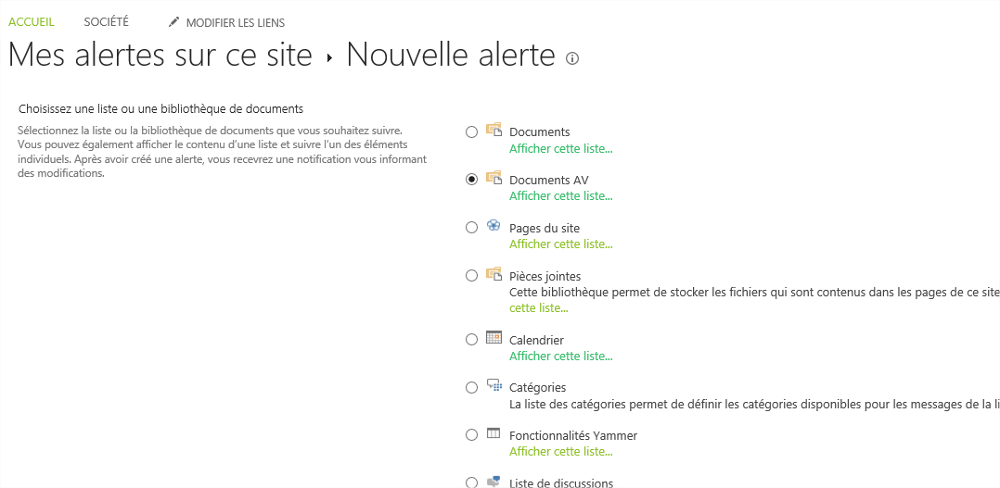 ACCUEIL SOCIÉTÉ MODIFIER LES LIENS
Mes alertes sur ce site Nouvelle alerte
Choisissez une liste ou une bibliothèque de documents
Sélectionnez la liste ou la bibliothèque de documents que vous souhaitez suivre.
Vous pouvez également afficher le contenu d'une liste et suivre l'un des éléments
individuels. Après avoir créé une alerte, vous recevrez une notification vous informant
des modifications.
Documents
Afficher cette liste...
Documents AV
Afficher cette liste...
Pages du site
Afficher cette liste...
Pièces jointes
Cette bibliothèque permet de stocker les fichiers qui sont contenus dans les pages de ce site
cette liste...
Calendrier
Afficher cette liste...
Catégories
La liste des catégories permet de définir les catégories disponibles pour les messages de la li
Fonctionnalités Yammer
Afficher cette liste...
Liste de discussions